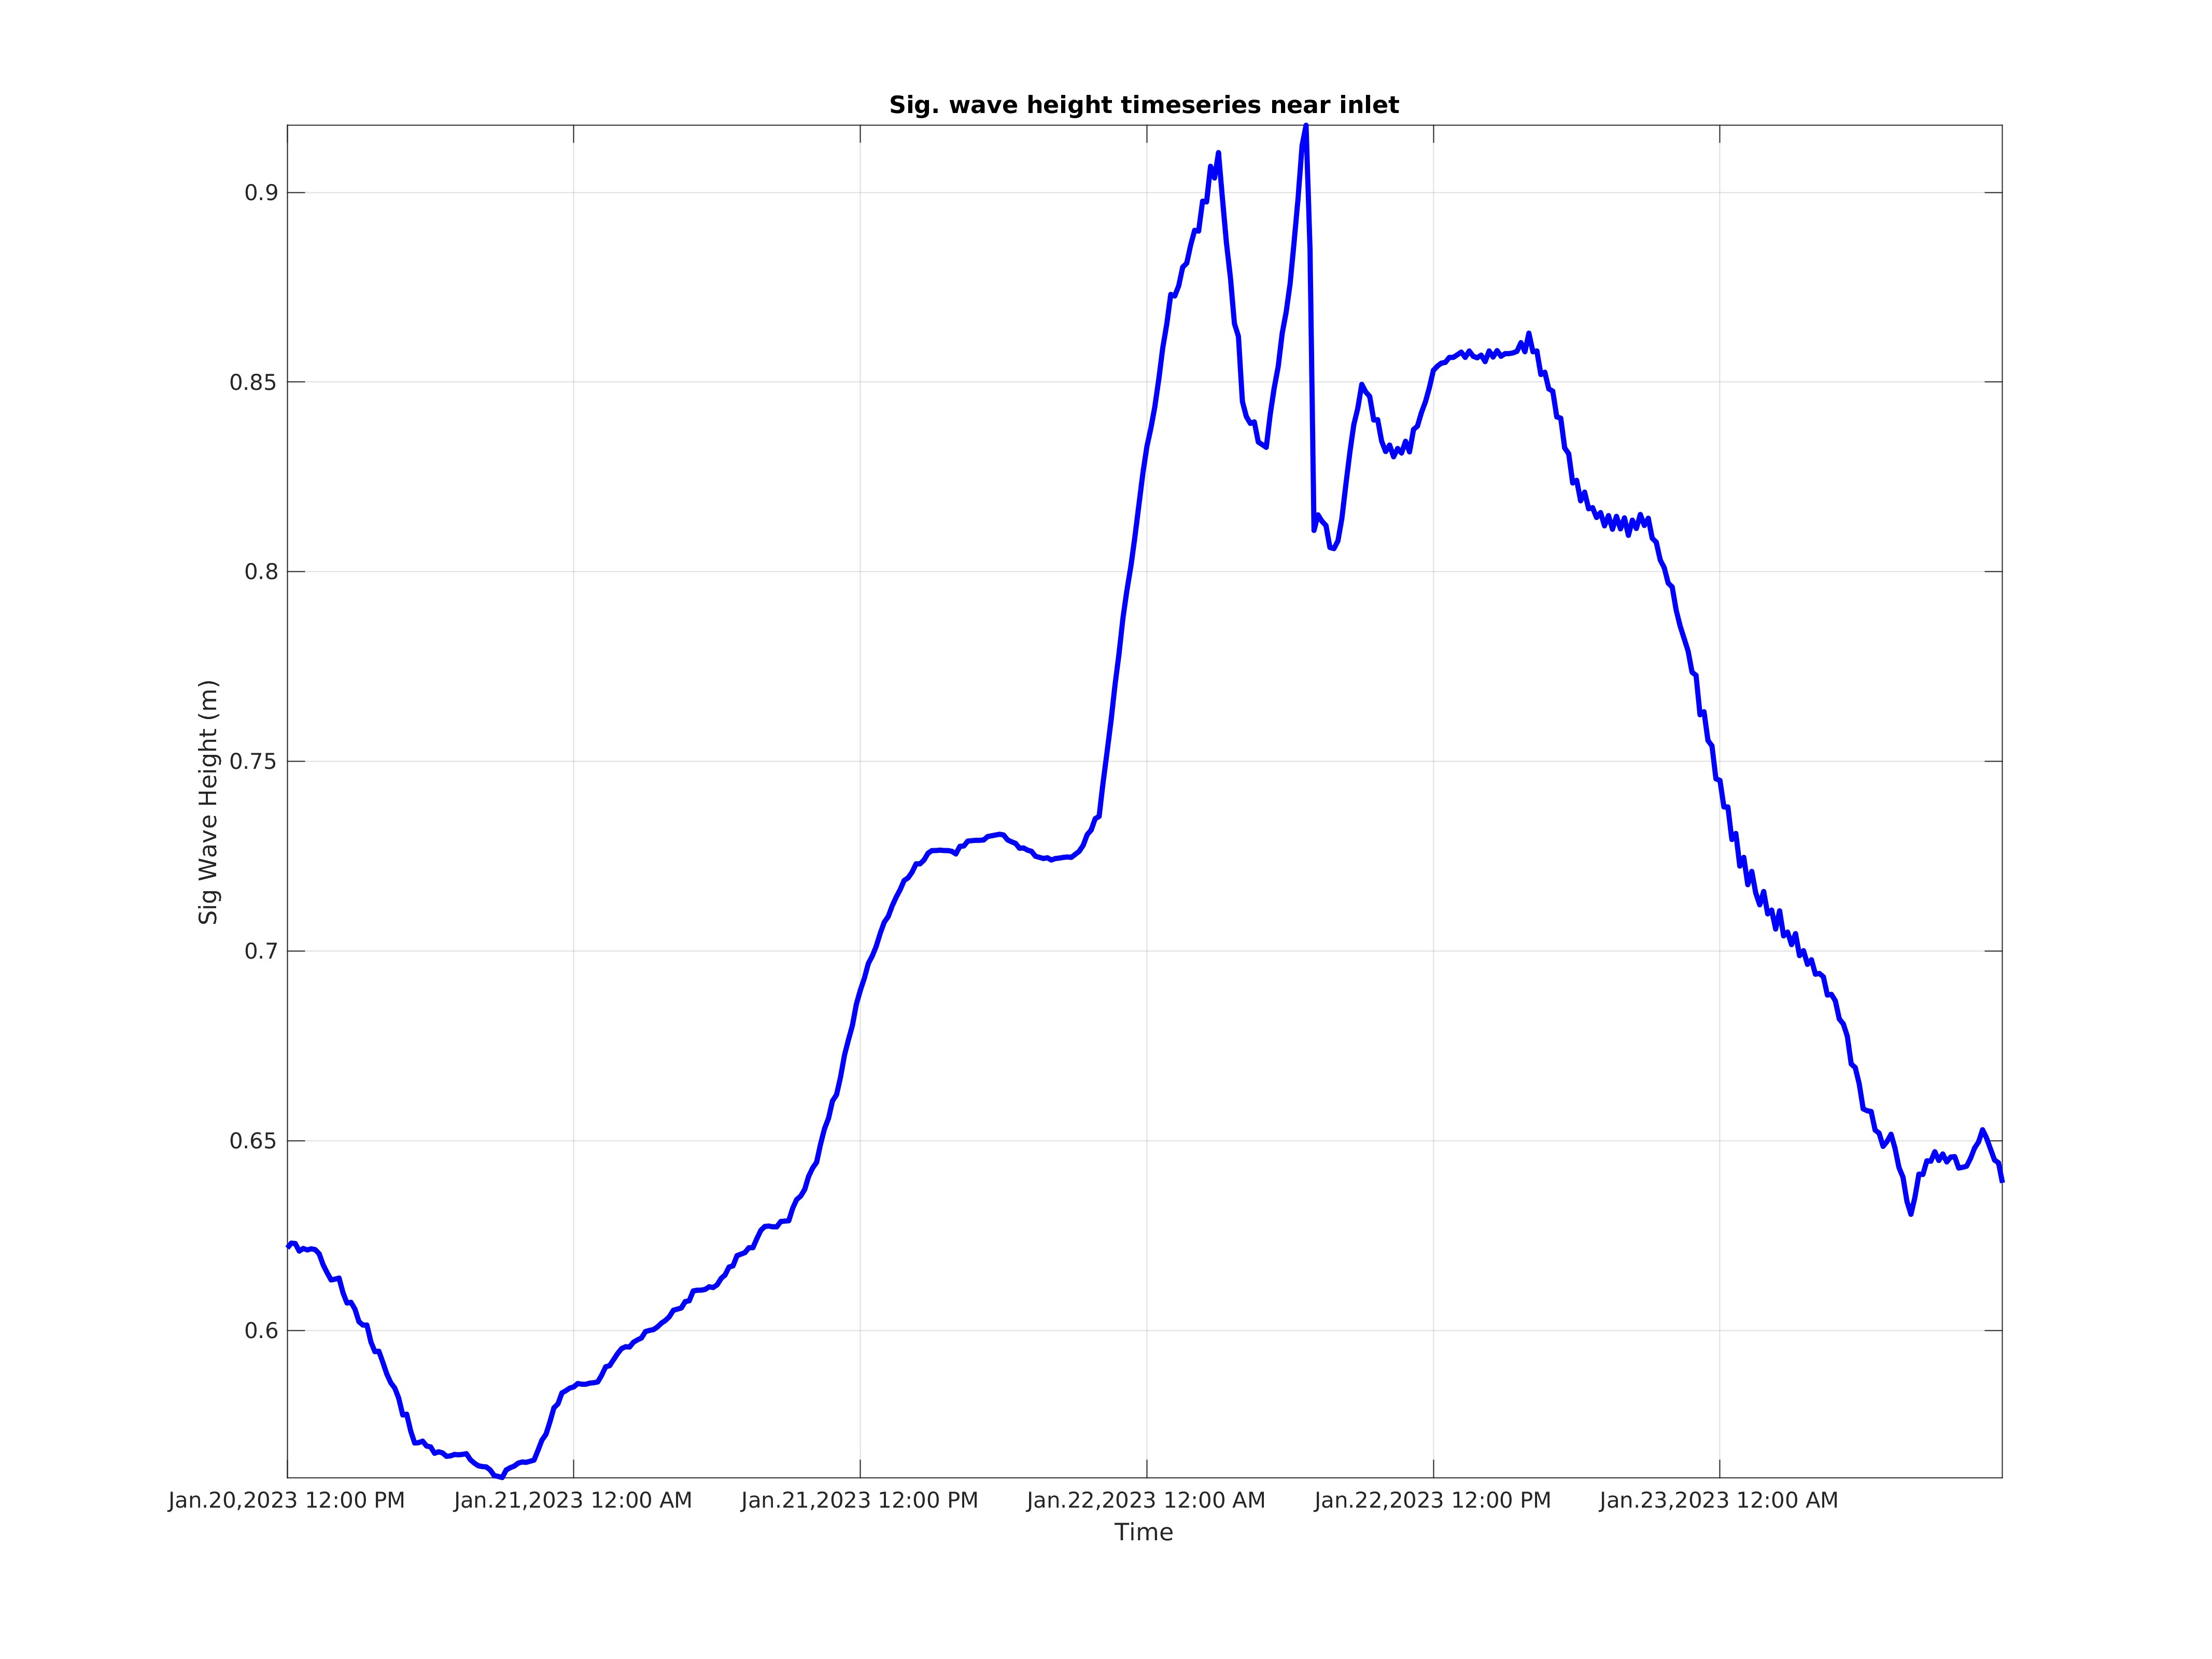 Sig. wave height timeseries near inlet
0.9
0.85
0.8
0.75
0.7
0.65
0.6
Sig Wave Height (m)
Jan.20,2023 12:00 PM
Jan.21,2023 12:00 AM
Jan.21,2023 12:00 PM
Jan.22,2023 12:00 AM
Jan.22,2023 12:00 PM
Jan.23,2023 12:00 AM
Time